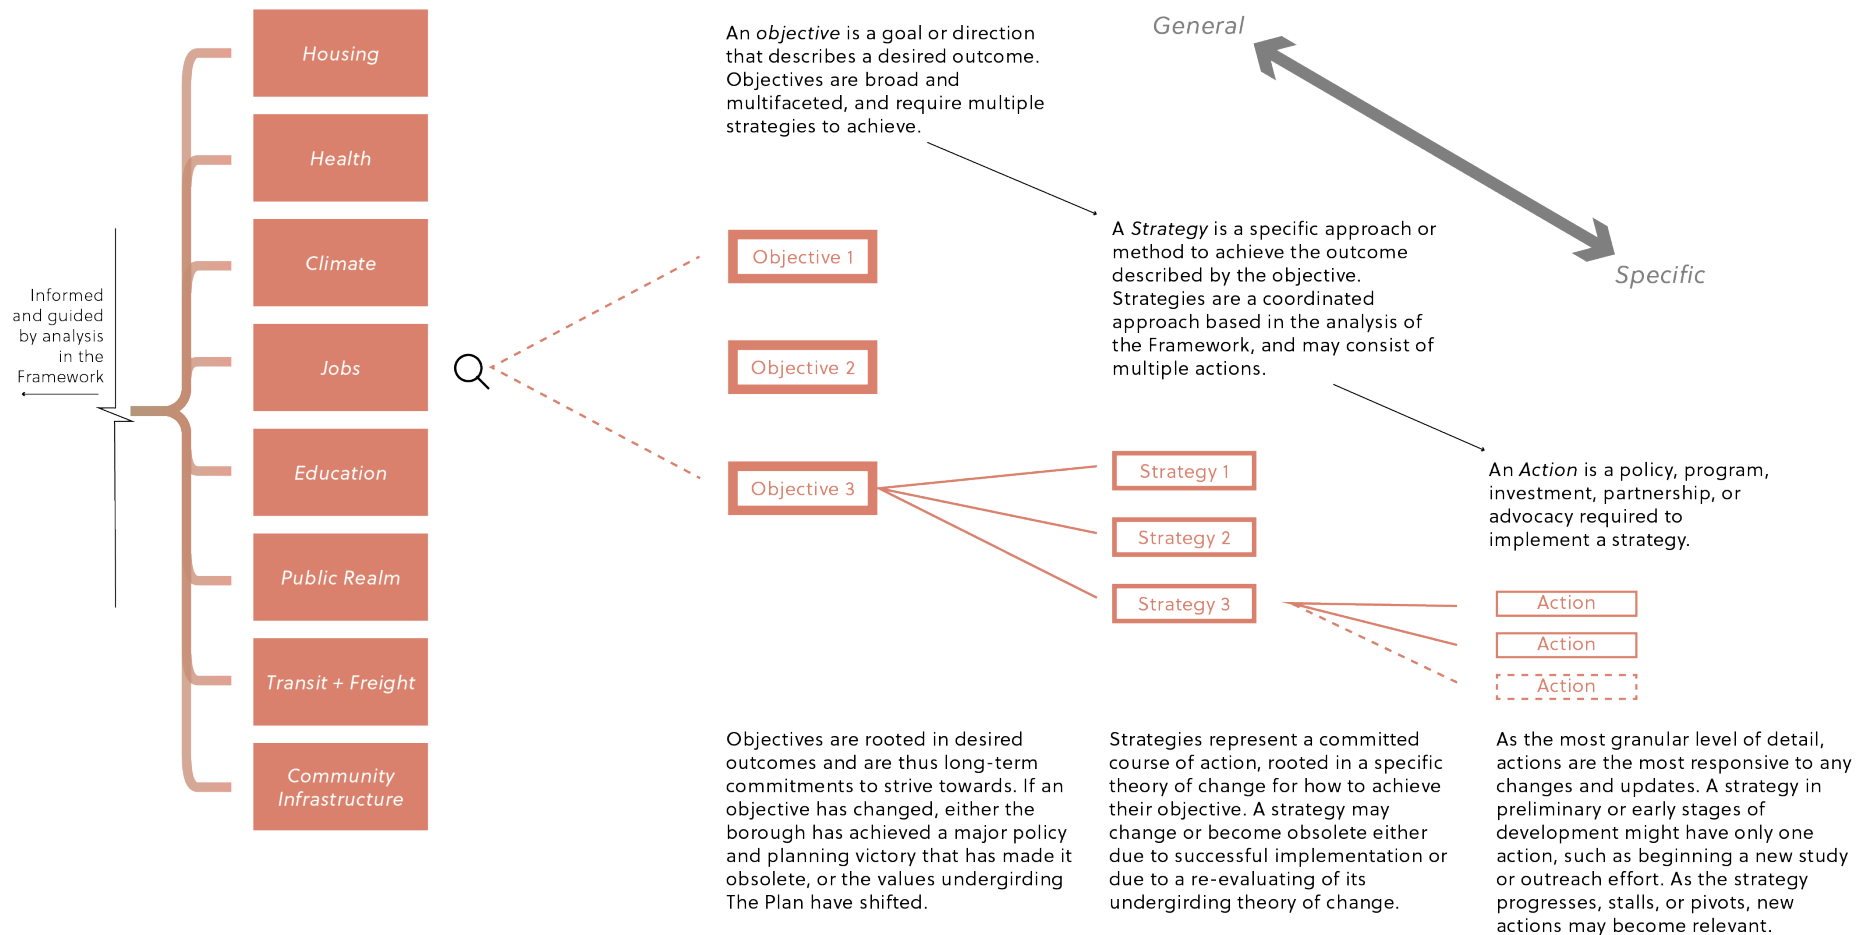 Housing
Health
Climate
Jobs
Education
Public Realm
Transit + Freight
Community
Infrastructure
Informed
and guided
by analysis
in the
Framework
An objective is a goal or direction
that describes a desired outcome.
Objectives are broad and
multifaceted, and require multiple
strategies to achieve.
General
Specific
Objective 1
Objective 2
Objective 3
A Strategy is a specific approach or
method to achieve the outcome
described by the objective.
Strategies are a coordinated
approach based in the analysis of
the Framework, and may consist of
multiple actions.
Strategy 1
Strategy 2
Strategy 3
An Action is a policy, program,
investment, partnership, or
advocacy required to
implement a strategy.
Action
Action
Action
Objectives are rooted in desired
outcomes and are thus long-term
commitments to strive towards. If an
objective has changed, either the
borough has achieved a major policy
and planning victory that has made it
obsolete, or the values undergirding
The Plan have shifted.
Strategies represent a committed
course of action, rooted in a specific
theory of change for how to achieve
their objective. A strategy may
change or become obsolete either
due to successful implementation or
due to a re-evaluating of its
undergirding theory of change.
As the most granular level of detail,
actions are the most responsive to any
changes and updates. A strategy in
preliminary or early stages of
development might have only one
action, such as beginning a new study
or outreach effort. As the strategy
progresses, stalls, or pivots, new
actions may become relevant.